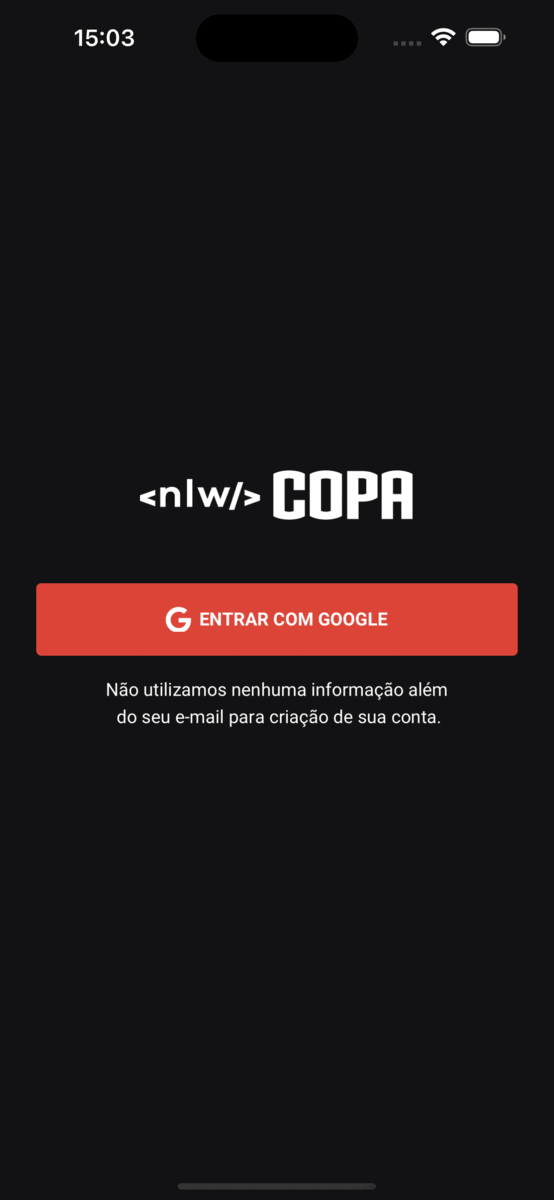 15:03
<nlw/> COPA
ENTRAR COM GOOGLE
Não utilizamos nenhuma informação além
do seu e-mail para criação de sua conta.